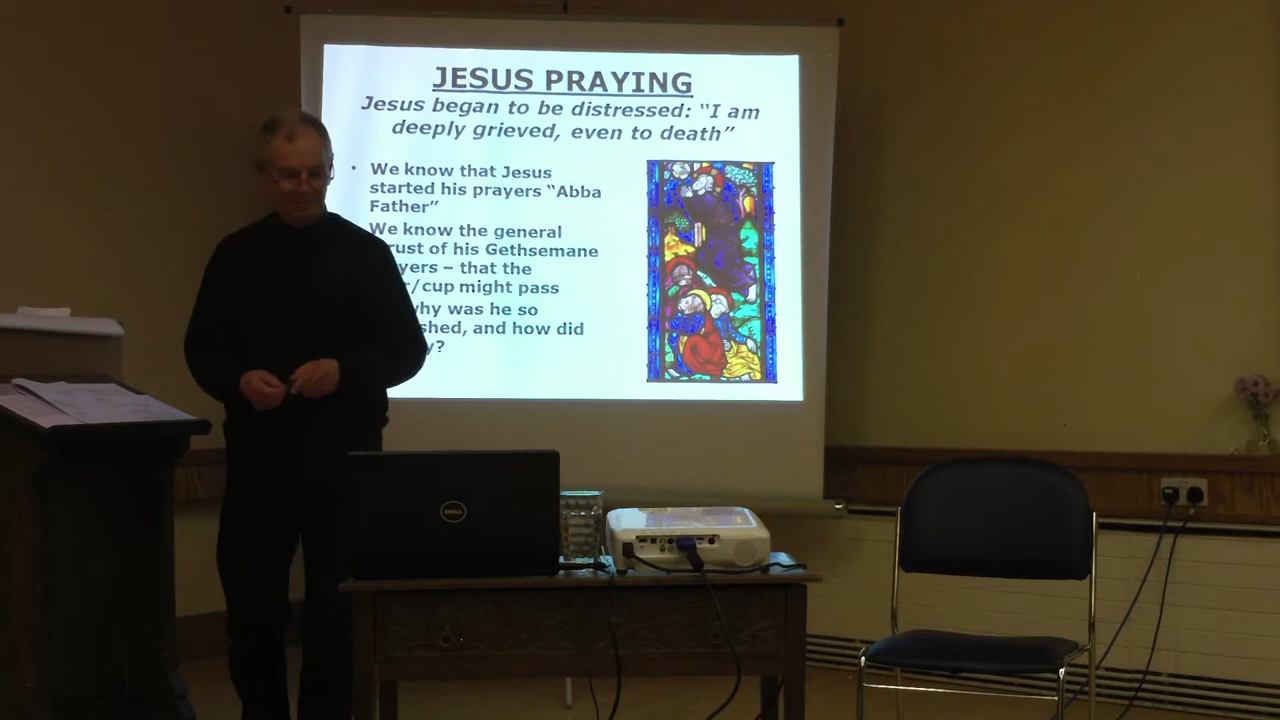 JESUS PRAYING
Jesus began to be distressed: “I am
deeply grieved, even to death”
• We know that Jesus
started his prayers “Abba
Father”
We know the general
rust of his Gethsemane
yers – that the
r/cup might pass
why was he so
shed, and how did
y?
DELL